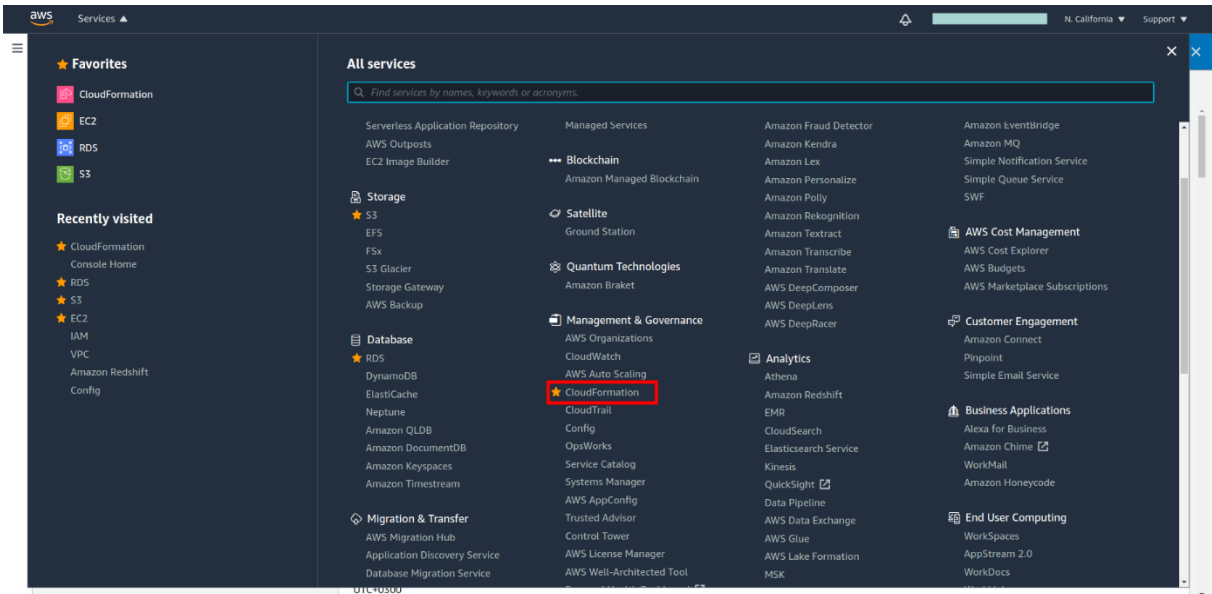 aws
Services ▲
N. California ▼
Support ▼
Favorites
CloudFormation
EC2
RDS
S3
Recently visited
CloudFormation
Console Home
RDS
S3
EC2
IAM
VPC
Amazon Redshift
Config
All services
Find services by names, keywords or acronyms.
Serverless Application Repository
AWS Outposts
EC2 Image Builder
Storage
S3
EFS
FSx
S3 Glacier
Storage Gateway
AWS Backup
Database
RDS
DynamoDB
ElastiCache
Neptune
Amazon QLDB
Amazon DocumentDB
Amazon Keyspaces
Amazon Timestream
Migration & Transfer
AWS Migration Hub
Application Discovery Service
Database Migration Service
Managed Services
Blockchain
Amazon Managed Blockchain
Satellite
Ground Station
Quantum Technologies
Amazon Braket
Management & Governance
AWS Organizations
CloudWatch
AWS Auto Scaling
CloudFormation
CloudTrail
Config
OpsWorks
Service Catalog
Systems Manager
AWS AppConfig
Trusted Advisor
Control Tower
AWS License Manager
AWS Well-Architected Tool
Amazon Fraud Detector
Amazon Kendra
Amazon Lex
Amazon Personalize
Amazon Polly
Amazon Rekognition
Amazon Textract
Amazon Transcribe
Amazon Translate
AWS DeepComposer
AWS DeepLens
AWS DeepRacer
Analytics
Athena
Amazon Redshift
EMR
CloudSearch
Elasticsearch Service
Kinesis
QuickSight
Data Pipeline
AWS Data Exchange
AWS Glue
AWS Lake Formation
MSK
Amazon EventBridge
Amazon MQ
Simple Notification Service
Simple Queue Service
SWF
AWS Cost Management
AWS Cost Explorer
AWS Budgets
AWS Marketplace Subscriptions
Customer Engagement
Amazon Connect
Pinpoint
Simple Email Service
Business Applications
Alexa for Business
Amazon Chime
WorkMail
Amazon Honeycode
End User Computing
WorkSpaces
AppStream 2.0
WorkDocs
UTC+0300